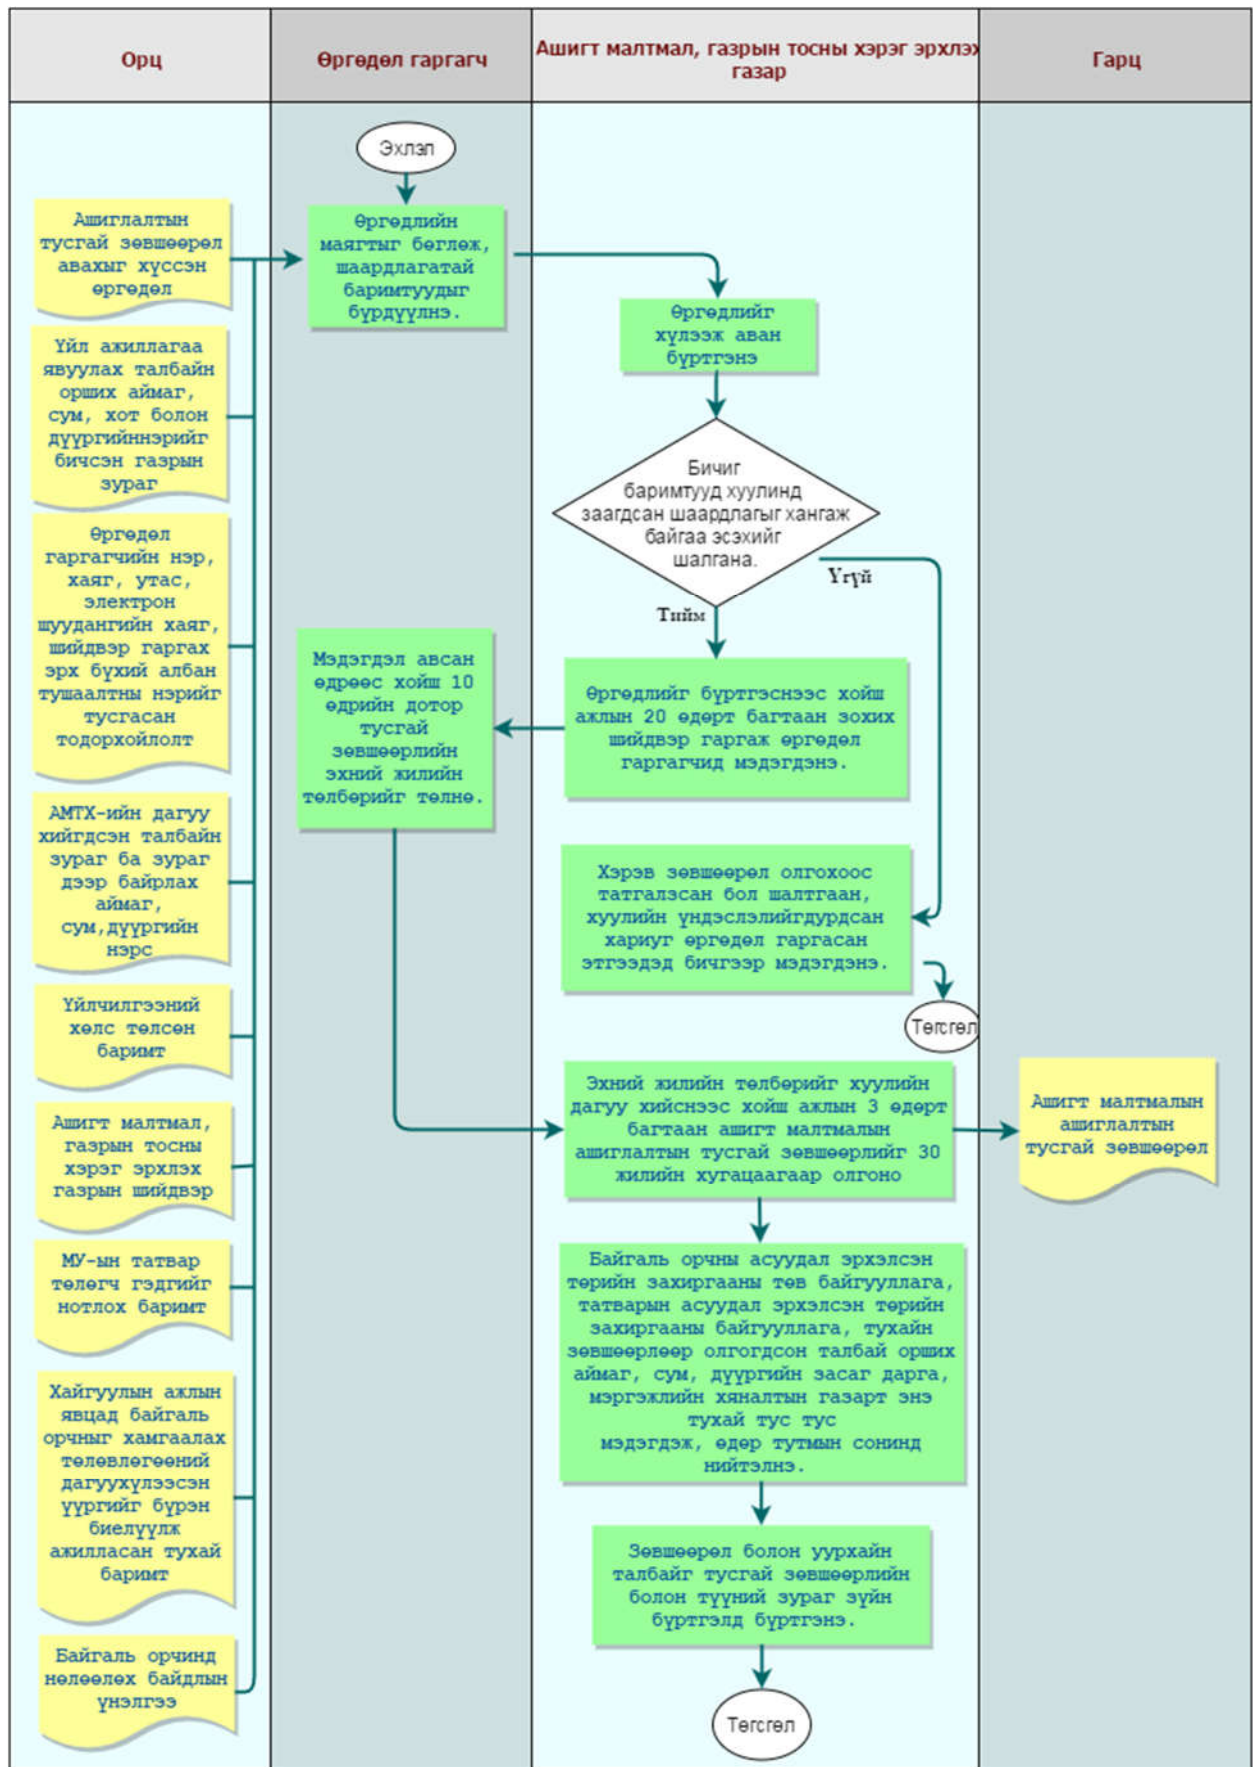 Орц
Өргөдөл гаргагч
Ашигт малтмал, газрын тосны хэрэг эрхлэх
газар
Гарц
Ашиглалтын
тусгай зөвшөөрөл
авахыг хүссэн
өргөдөл
Үйл ажиллагаа
явуулах талбайн
орших аймаг,
сум, хот болон
дүүргийннэрийг
бичсэн газрын
зураг
Өргөдөл
гаргагчийн нэр,
хаяг, утас,
электрон
шуудангийн хаяг,
шийдвэр гаргах
эрх бүхий албан
тушаалтны нэрийг
тусгасан
тодорхойлолт
АМТХ-ийн дагуу
хийгдсэн талбайн
зураг ба зураг
дээр байрлах
аймаг,
сум,дүүргийн
нэрс
Үйлчилгээний
хөлс төлсөн
баримт
Ашигт малтмал,
газрын тосны
хэрэг эрхлэх
газрын шийдвэр
МУ-ын татвар
төлөгч гэдгийг
нотлох баримт
Хайгуулын ажлын
явцад байгаль
орчныг хамгаалах
төлөвлөгөөний
дагуухүлээсэн
үүргийг бүрэн
биелүүлж
ажилласан тухай
баримт
Байгаль орчинд
нөлөөлөх байдлын
үнэлгээ
Эхлэл
Өргөдлийн
маягтыг бөглөж,
шаардлагатай
баримтуудыг
бүрдүүлнэ.
Мэдэгдэл авсан
өдрөөс хойш 10
өдрийн дотор
тусгай
зөвшөөрлийн
эхний жилийн
төлбөрийг төлнө.
Өргөдлийг
хүлээж аван
бүртгэнэ
Бичиг
баримтууд хуулинд
заагдсан шаардлагыг хангаж
байгаа эсэхийг
шалгана.
Үгүй
Тийм
Өргөдлийг бүртгэснээс хойш
ажлын 20 өдөрт багтаан зохих
шийдвэр гаргаж өргөдөл
гаргагчид мэдэгдэнэ.
Хэрэв зөвшөөрөл олгохоос
татгалзсан бол шалтгаан,
хуулийн үндэслэлийгдурдсан
хариуг өргөдөл гаргасан
этгээдэд бичгээр мэдэгдэнэ.
Төгсгөл
Эхний жилийн төлбөрийг хуулийн
дагуу хийснээс хойш ажлын 3 өдөрт
багтаан ашигт малтмалын
ашиглалтын тусгай зөвшөөрлийг 30
жилийн хугацаагаар олгоно
Байгаль орчны асуудал эрхэлсэн
төрийн захиргааны төв байгууллага,
татварын асуудал эрхэлсэн төрийн
захиргааны байгууллага, тухайн
зөвшөөрлөөр олгогдсон талбай орших
аймаг, сум, дүүргийн засаг дарга,
мэргэжлийн хяналтын газарт энэ
тухай тус тус
мэдэгдэж, өдөр тутмын сонинд
нийтэлнэ.
Зөвшөөрөл болон уурхайн
талбайг тусгай зөвшөөрлийн
болон түүний зураг зүйн
бүртгэлд бүртгэнэ.
Төгсгөл
Ашигт малтмалын
ашиглалтын
тусгай зөвшөөрөл